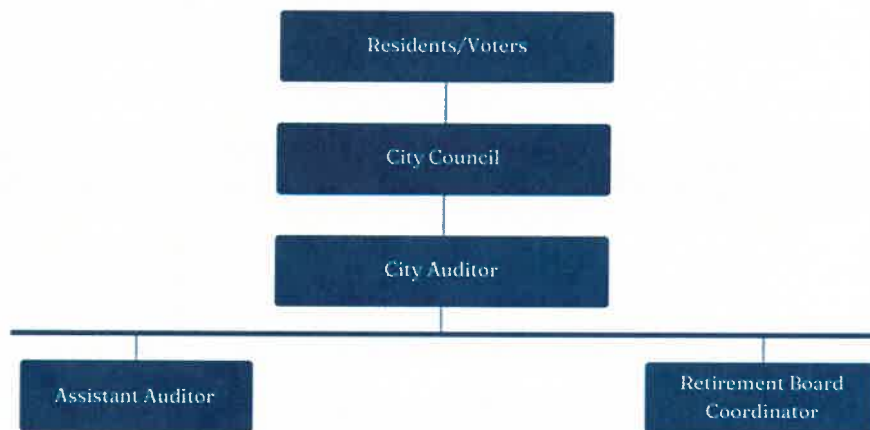 Residents/Voters
City Council
City Auditor
Assistant Auditor
Retirement Board
Coordinator